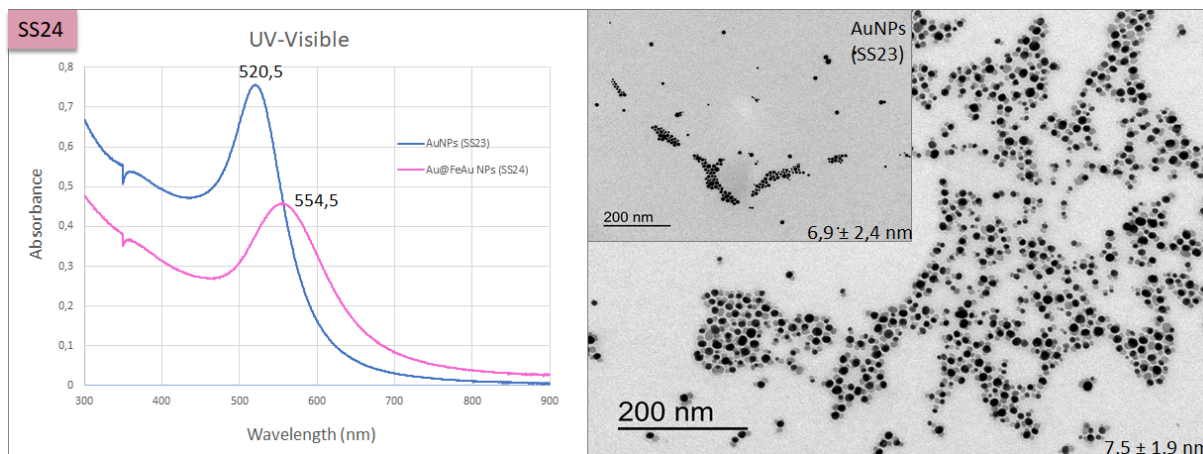 SS24
UV-Visible
0,8
0,7
0,6
0,5
0,4
0,3
0,2
0,1
0
Absorbance
520,5
554,5
AuNPs (SS23)
Au@FeAu NPs (SS24)
300
400
500
600
700
800
900
Wavelength (nm)
AuNPs
(SS23)
200 nm
6,9 ± 2,4 nm
200 nm
7,5 ± 1,9 nm